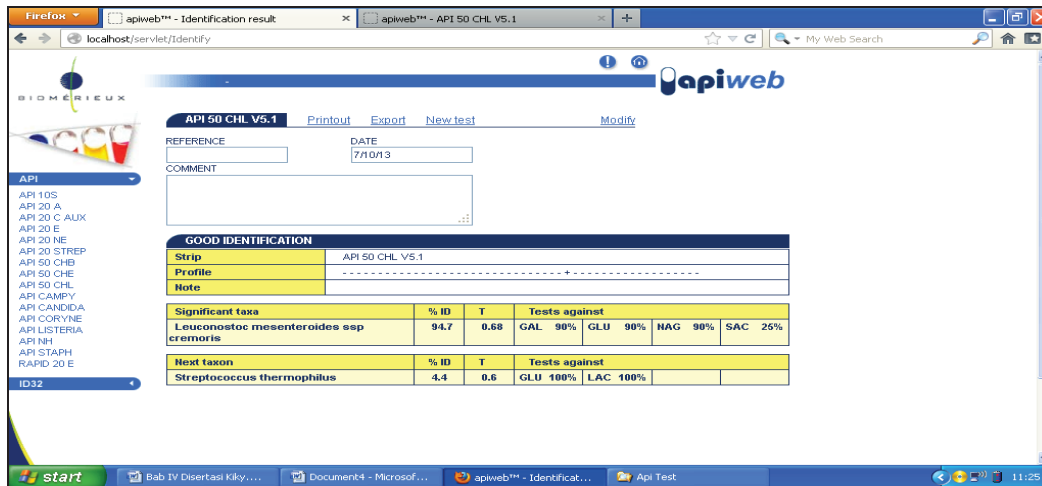 Firefox
apiweb™ - Identification result
apiweb™ - API 50 CHL V5.1
localhost/servlet/Identify
My Web Search
BIOMÉRIEUX
apiweb
API 50 CHL V5.1 Printout Export New test Modify
REFERENCE DATE
7/10/13
COMMENT
API
API 10S
API 20 A
API 20 C AUX
API 20 E
API 20 NE
API 20 STREP
API 50 CHB
API 50 CHE
API 50 CHL
API CAMPY
API CANDIDA
API CORYNE
API LISTERIA
API NH
API STAPH
RAPID 20 E
ID32
GOOD IDENTIFICATION
Strip API 50 CHL V5.1
Profile - - - - - - - - - - - - - - - - - - - - - - - - - - - - - - - + - - - - - - - - - - - - - - - - - -
Note
Significant taxa % ID T Tests against
Leuconostoc mesenteroides ssp cremoris 94.7 0.68 GAL 90% GLU 90% NAG 90% SAC 25%
Next taxon % ID T Tests against
Streptococcus thermophilus 4.4 0.6 GLU 100% LAC 100%
start
Bab IV Disertasi Kiky....
Document4 - Microsof...
apiweb™ - Identificat...
Api Test
11:25